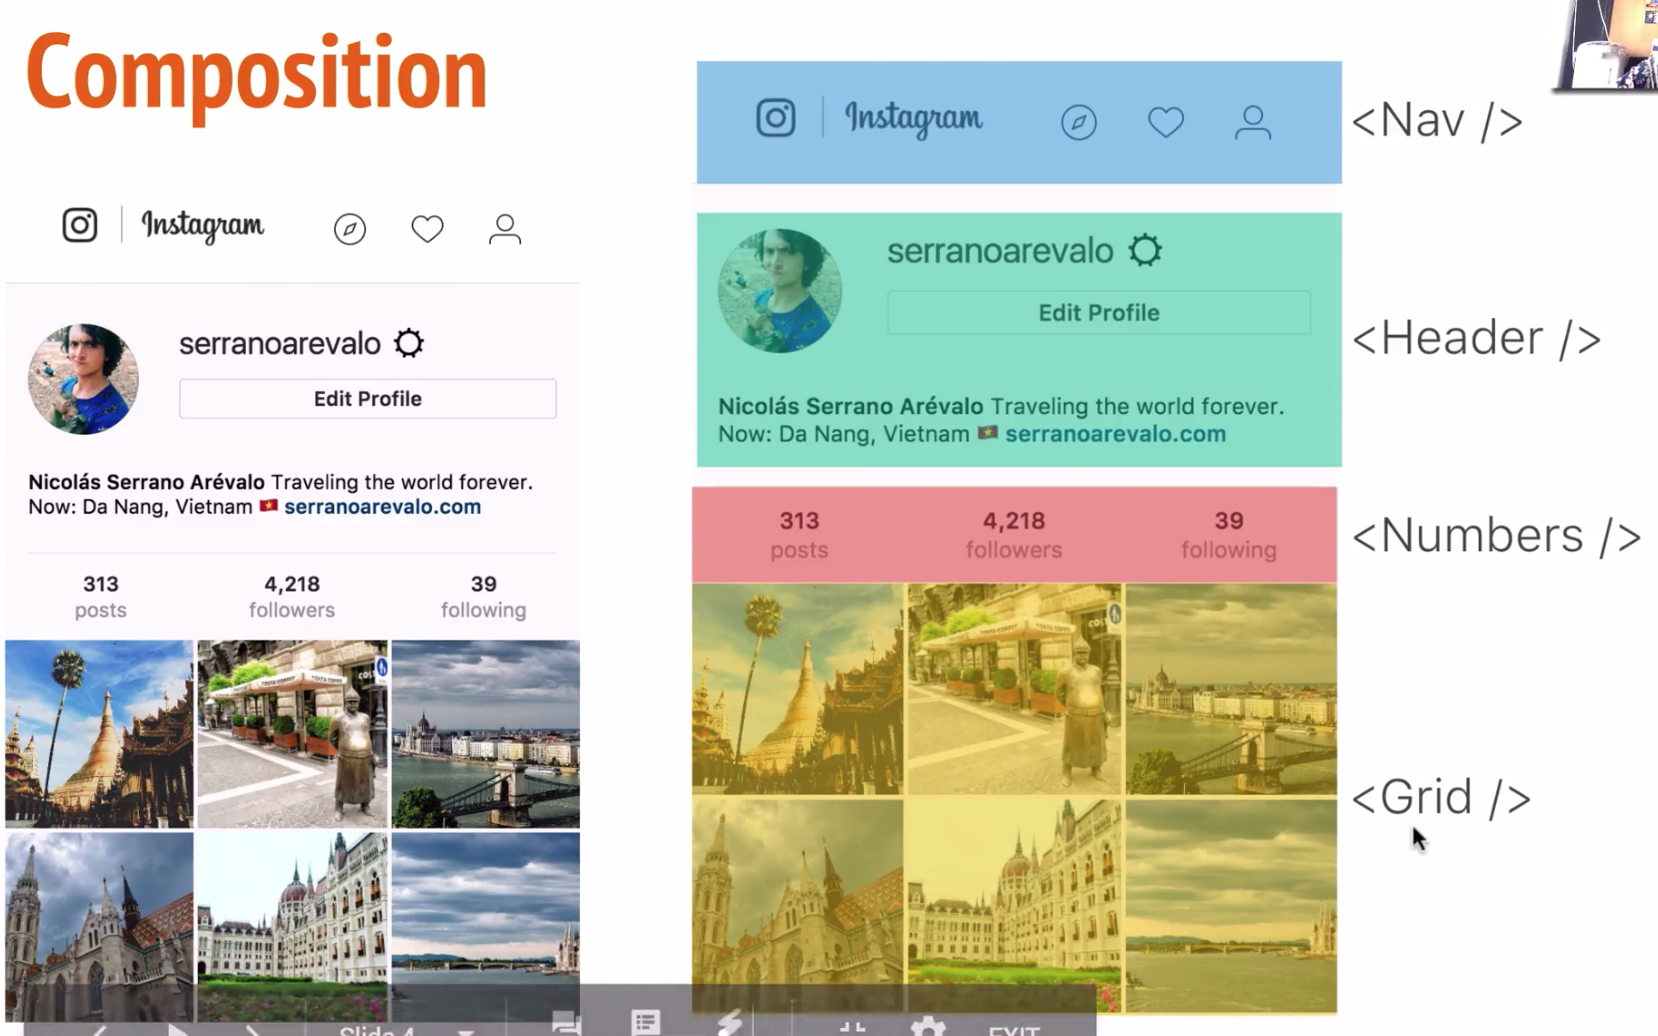 Composition
Instagram
serranoarevalo
Edit Profile
Nicolás Serrano Arévalo Traveling the world forever.
Now: Da Nang, Vietnam 🇻🇳 serranoarevalo.com
313
posts
4,218
followers
39
following
Instagram
<Nav />
serranoarevalo
Edit Profile
Nicolás Serrano Arévalo Traveling the world forever.
Now: Da Nang, Vietnam 🇻🇳 serranoarevalo.com
<Header />
313
posts
4,218
followers
39
following
<Numbers />
<Grid />
Slide 4
EXIT